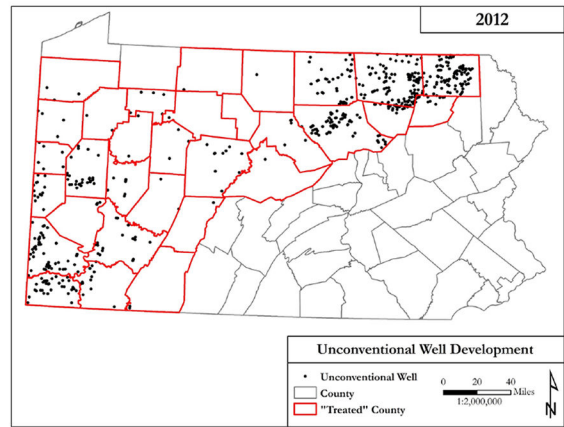 2012
Unconventional Well Development
Unconventional Well
County
"Treated" County
0 20 40
Miles
1:2,000,000
N